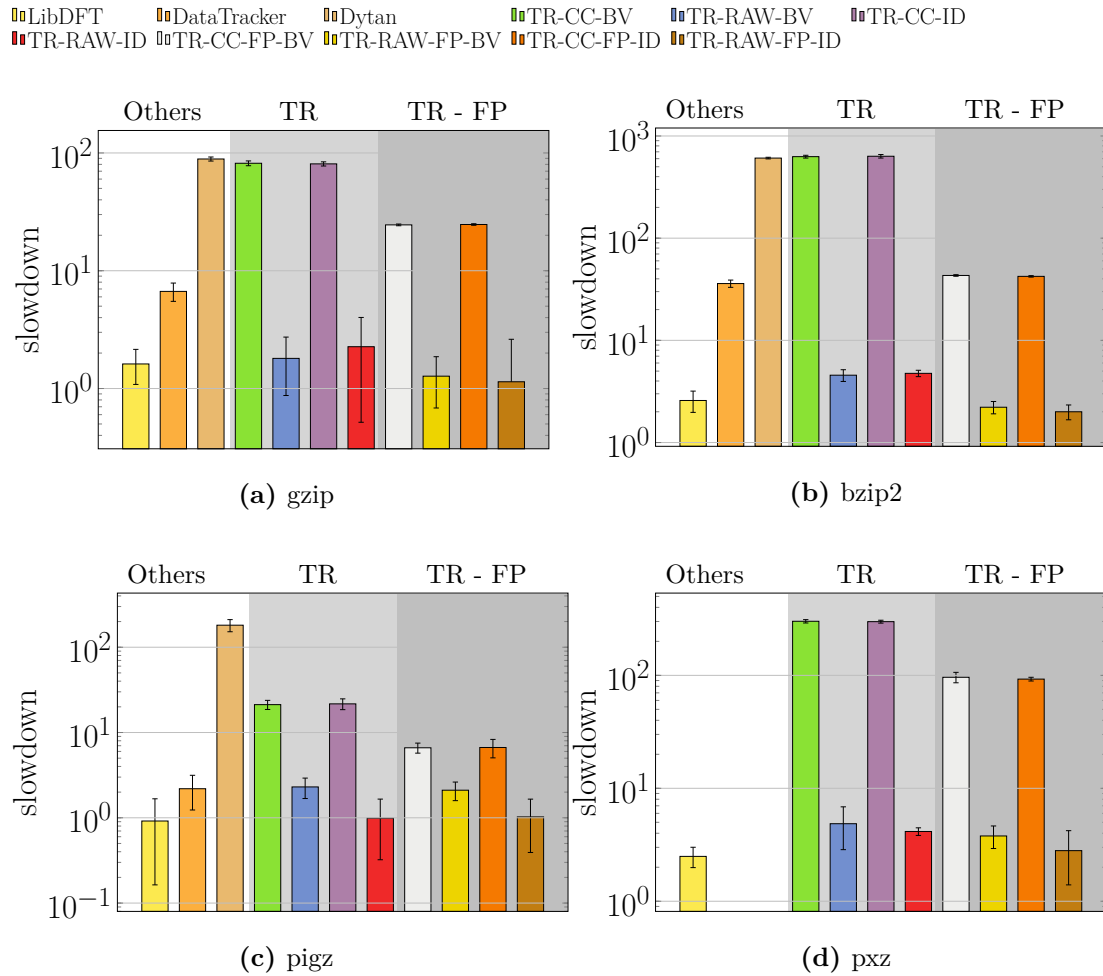 LibDFT DataTracker Dytan TR-CC-BV TR-RAW-BV TR-CC-ID
TR-RAW-ID TR-CC-FP-BV TR-RAW-FP-BV TR-CC-FP-ID TR-RAW-FP-ID
Others TR TR - FP
slowdown
10^2
10^1
10^0
(a) gzip
Others TR TR - FP
slowdown
10^3
10^2
10^1
10^0
(b) bzip2
Others TR TR - FP
slowdown
10^2
10^1
10^0
10^−1
(c) pigz
Others TR TR - FP
slowdown
10^2
10^1
10^0
(d) pxz